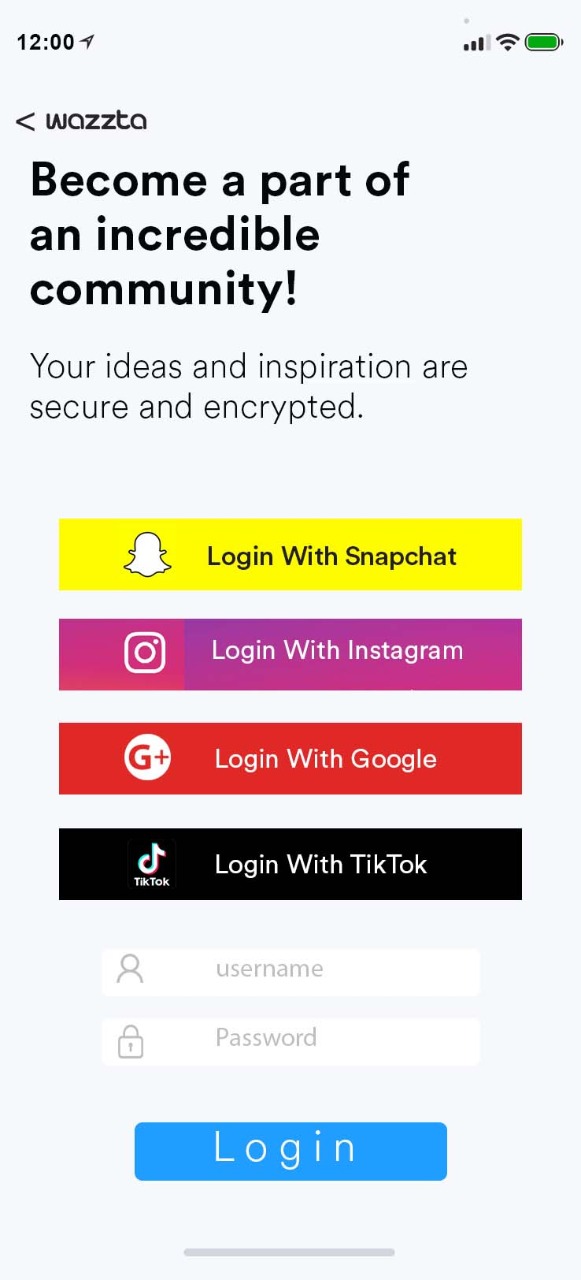 12:00
< wazzta
Become a part of
an incredible
community!
Your ideas and inspiration are
secure and encrypted.
Login With Snapchat
Login With Instagram
G+ Login With Google
TikTok Login With TikTok
username
Password
Login